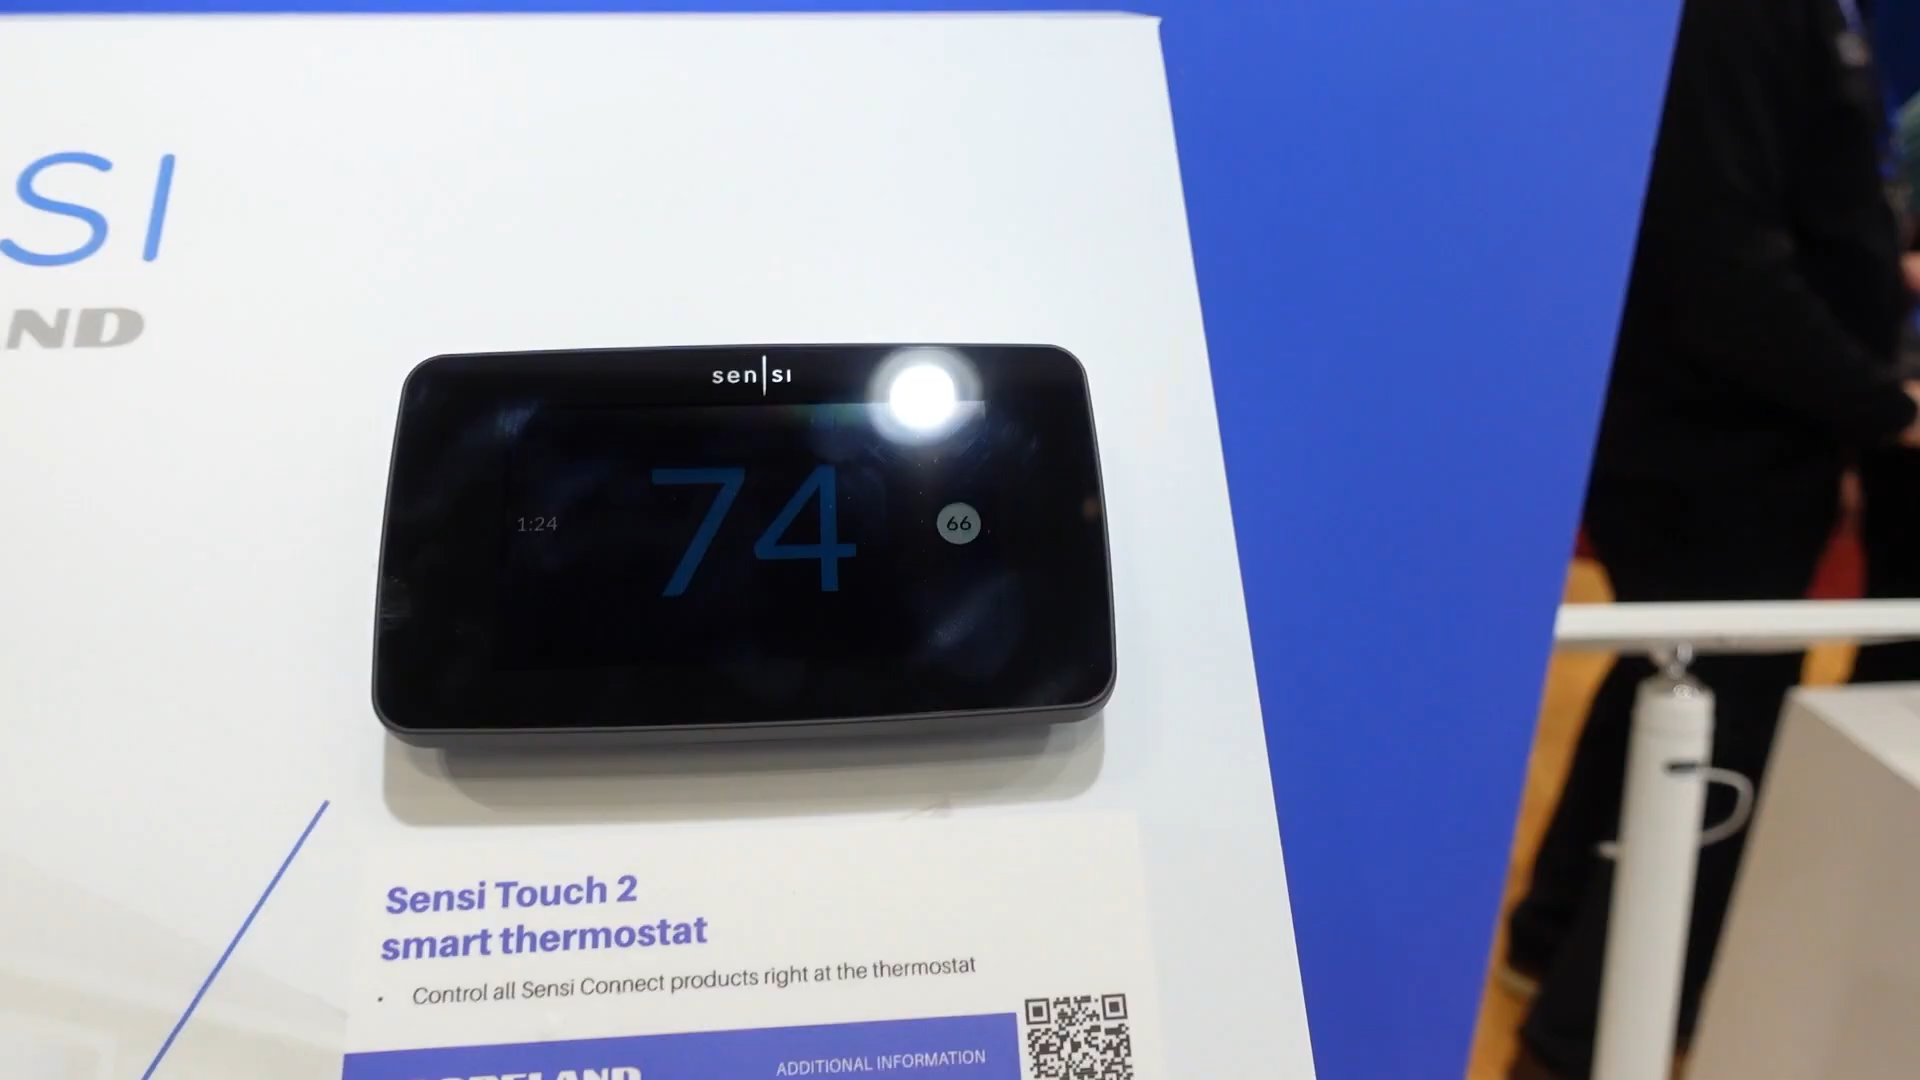 SI
ND
sen|sı
74
1:24
66
Sensi Touch 2
smart thermostat
• Control all Sensi Connect products right at the thermostat
ADDITIONAL INFORMATION